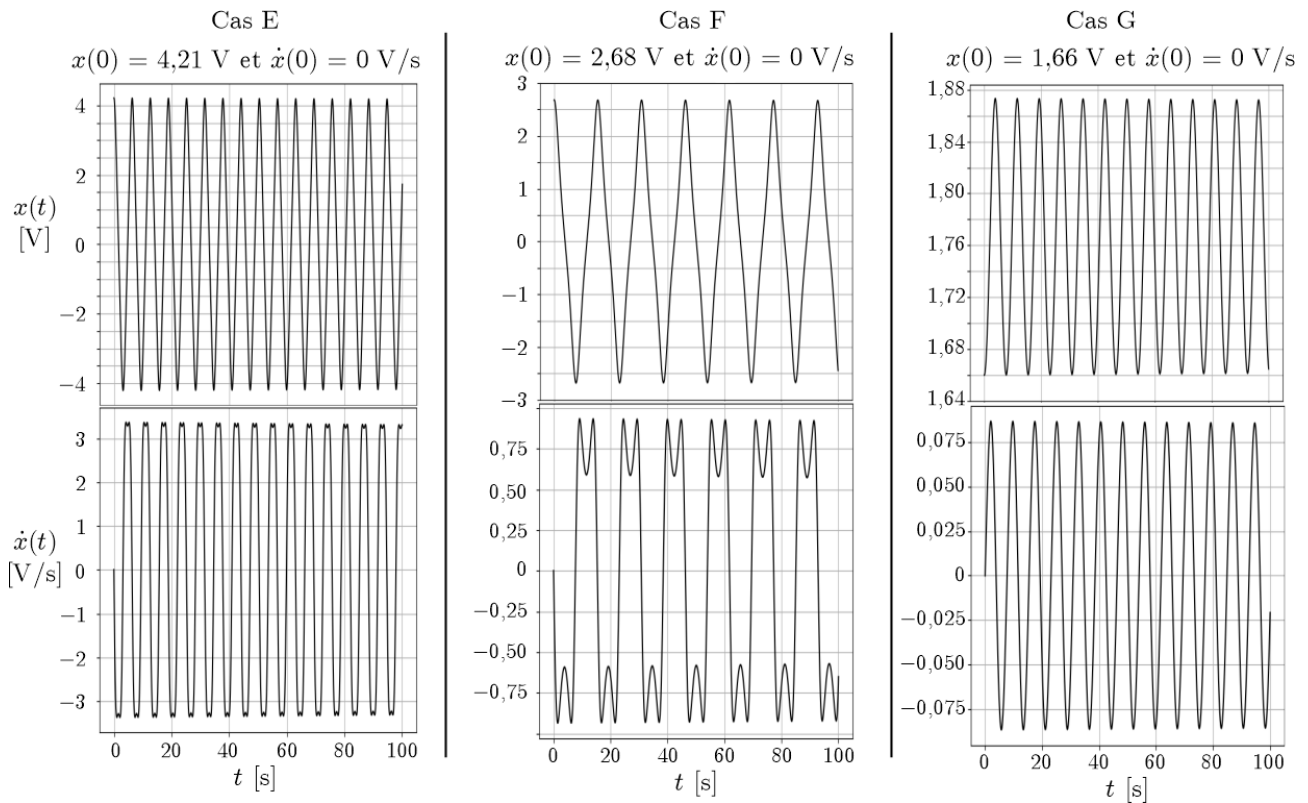 Cas E
x(0) = 4,21 V et ẋ(0) = 0 V/s
4
2
0
−2
−4
x(t)
[V]
3
2
1
0
−1
−2
−3
ẋ(t)
[V/s]
0 20 40 60 80 100
t [s]
Cas F
x(0) = 2,68 V et ẋ(0) = 0 V/s
3
2
1
0
−1
−2
−3
0,75
0,50
0,25
0
−0,25
−0,50
−0,75
0 20 40 60 80 100
t [s]
Cas G
x(0) = 1,66 V et ẋ(0) = 0 V/s
1,88
1,84
1,80
1,76
1,72
1,68
1,64
0,075
0,050
0,025
0
−0,025
−0,050
−0,075
0 20 40 60 80 100
t [s]